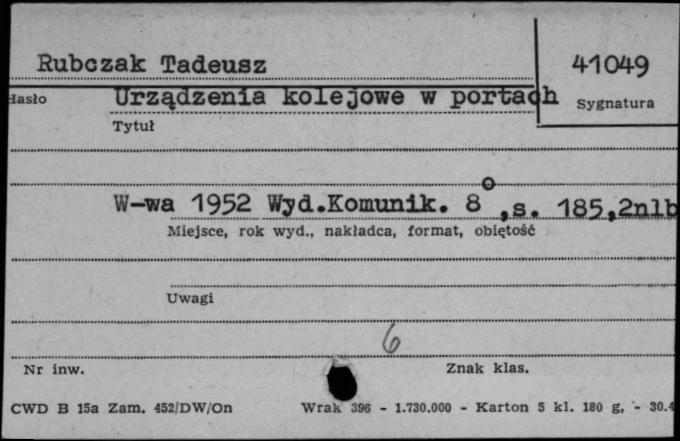 Rubczak Tadeusz
41049
Hasło
Urządzenia kolejowe w portach
Sygnatura
Tytuł
W-wa 1952 Wyd.Komunik. 8°,s. 185,2nlb
Miejsce, rok wyd., nakładca, format, objętość
Uwagi
6
Nr inw.
Znak klas.
CWD B 15a Zam. 452/DW/On Wrak 396 - 1.730.000 - Karton 5 kl. 180 g, - 30.4